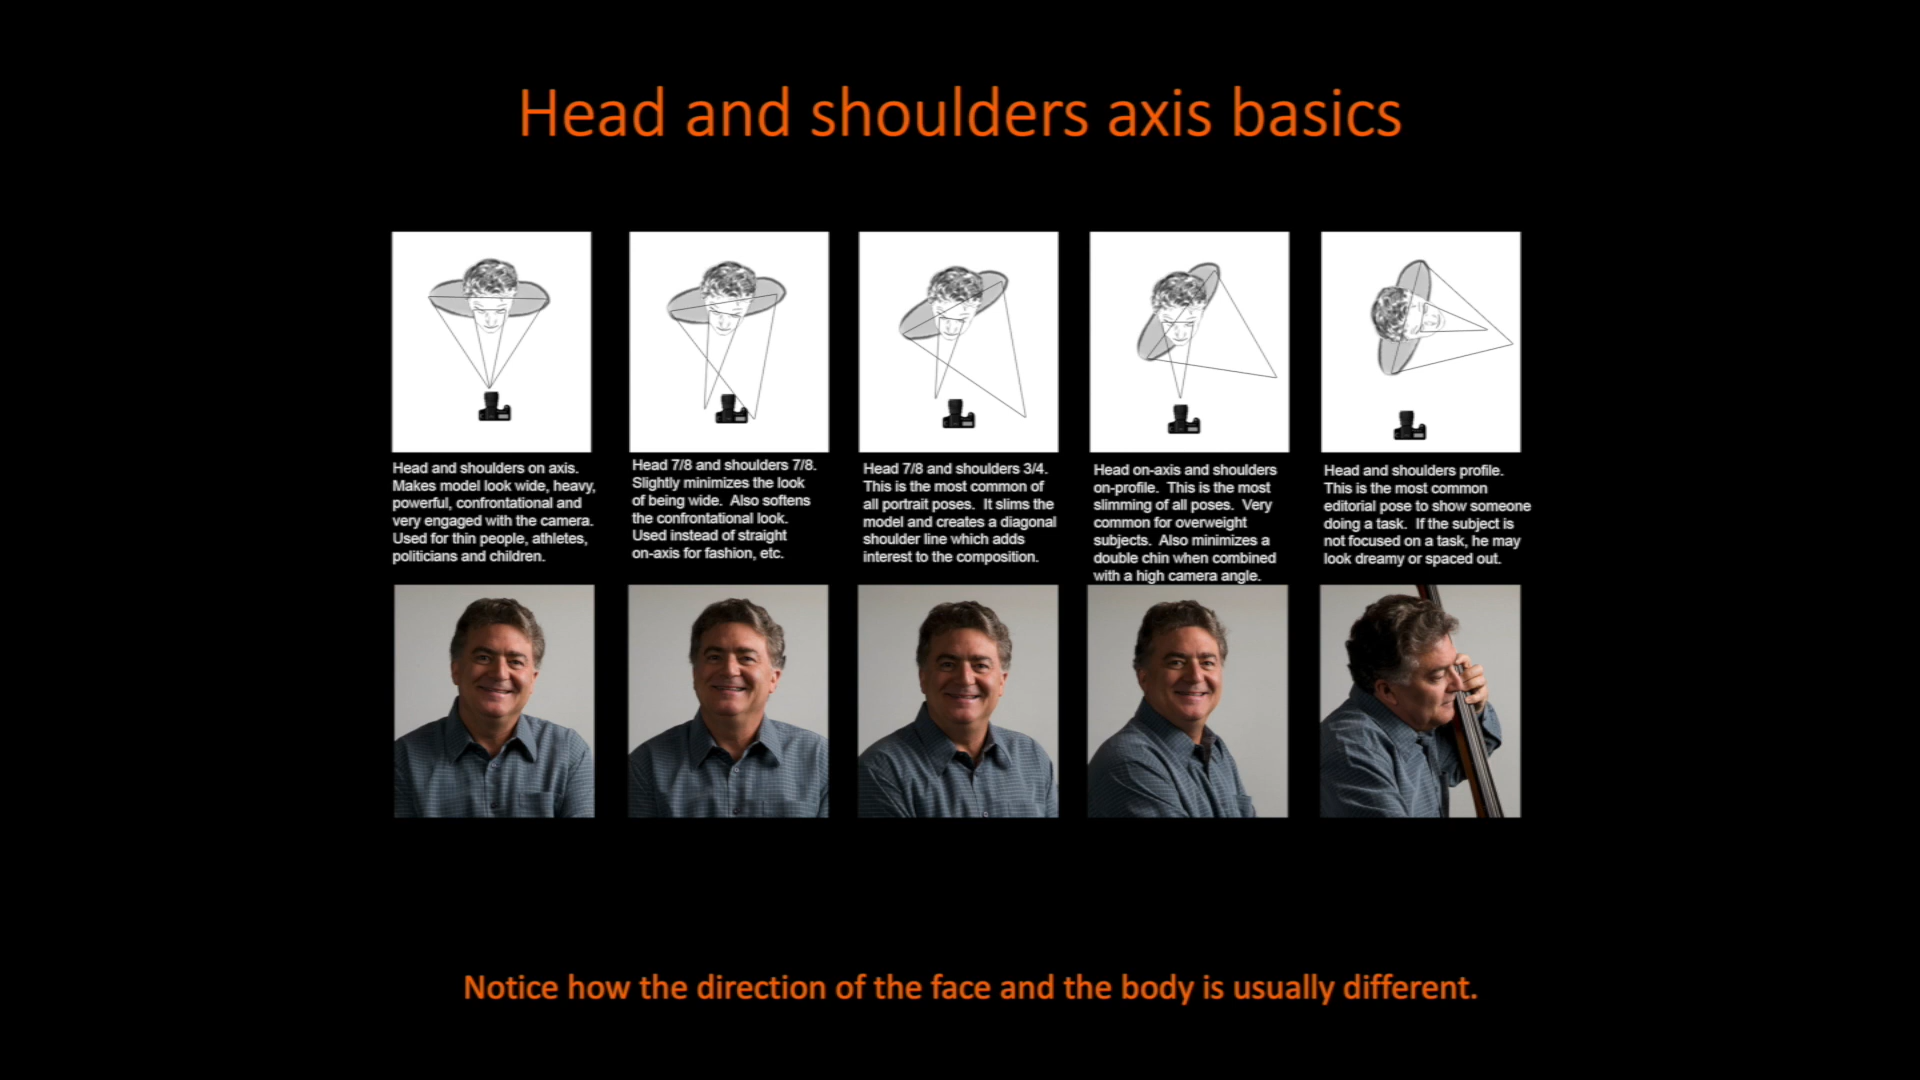 Head and shoulders axis basics
Head and shoulders on axis.
Makes model look wide, heavy,
powerful, confrontational and
very engaged with the camera.
Used for thin people, athletes,
politicians and children.
Head 7/8 and shoulders 7/8.
Slightly minimizes the look
of being wide.  Also softens
the confrontational look.
Used instead of straight
on-axis for fashion, etc.
Head 7/8 and shoulders 3/4.
This is the most common of
all portrait poses.  It slims the
model and creates a diagonal
shoulder line which adds
interest to the composition.
Head on-axis and shoulders
on-profile.  This is the most
slimming of all poses.  Very
common for overweight
subjects.  Also minimizes a
double chin when combined
with a high camera angle.
Head and shoulders profile.
This is the most common
editorial pose to show someone
doing a task.  If the subject is
not focused on a task, he may
look dreamy or spaced out.
Notice how the direction of the face and the body is usually different.